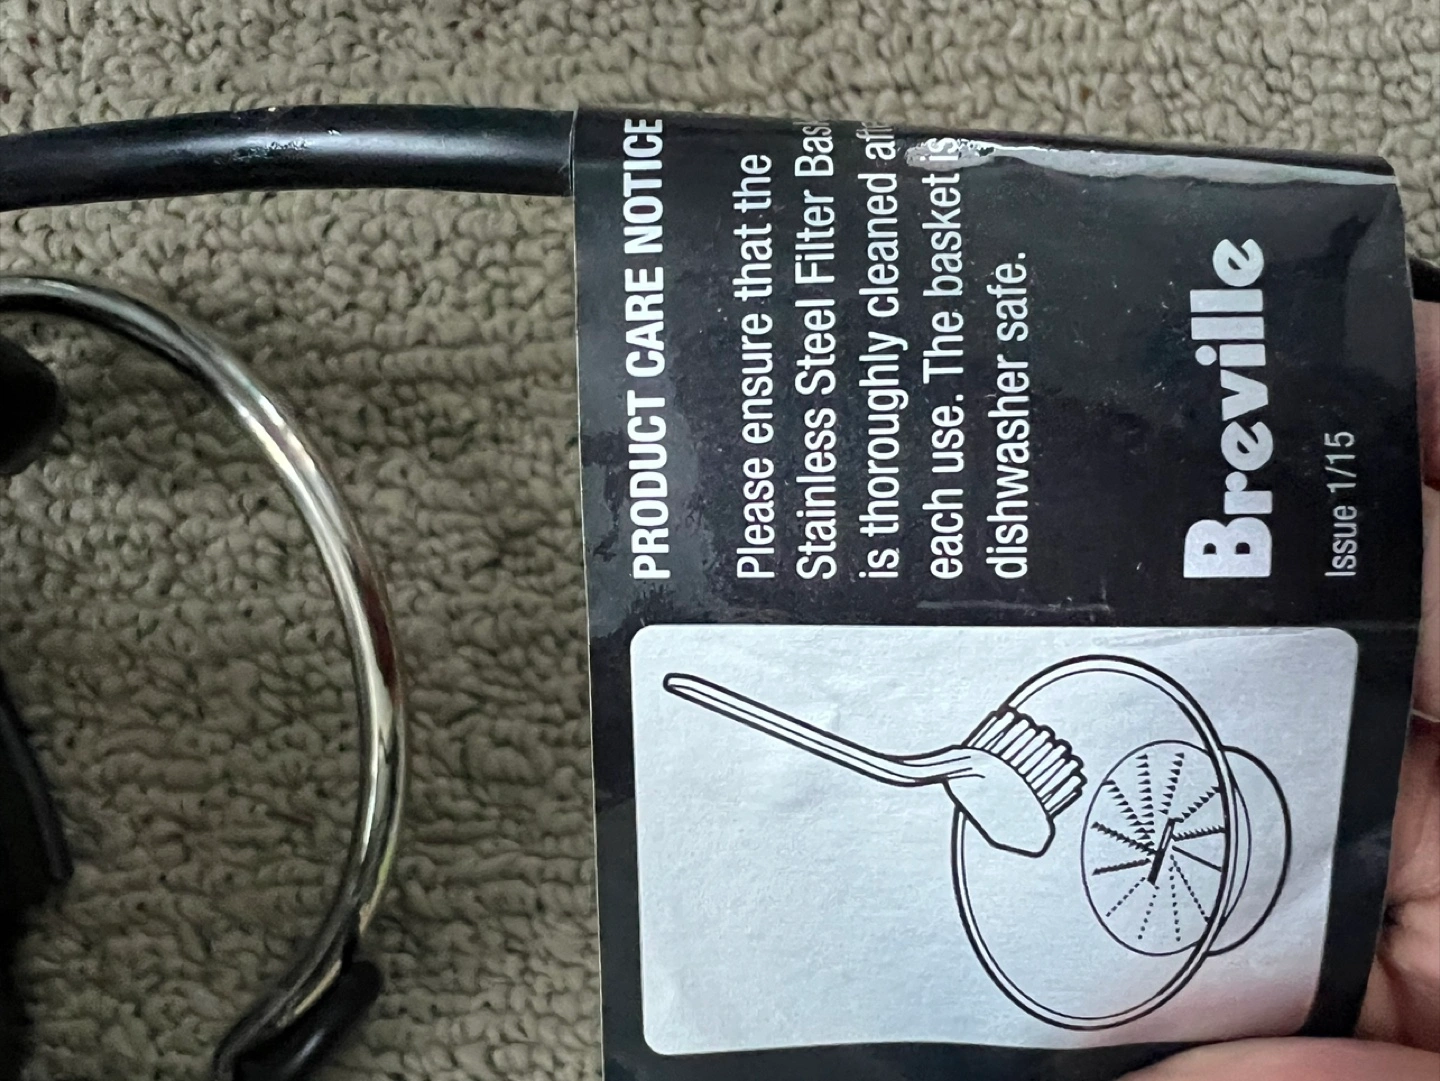 PRODUCT CARE NOTICE
Please ensure that the
Stainless Steel Filter
is thoroughly cleaned
each use. The basket is
dishwasher safe.
Breville
Issue 1/15